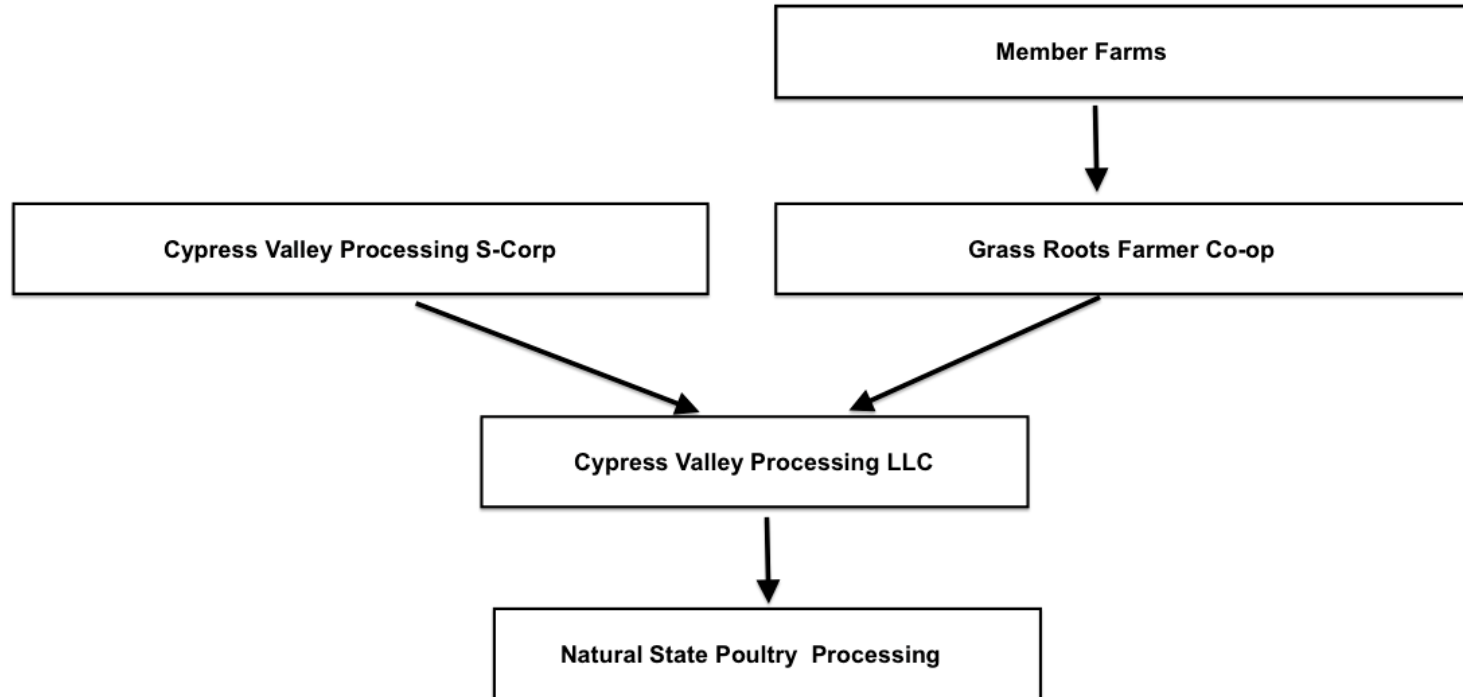 Member Farms
Cypress Valley Processing S-Corp
Grass Roots Farmer Co-op
Cypress Valley Processing LLC
Natural State Poultry  Processing